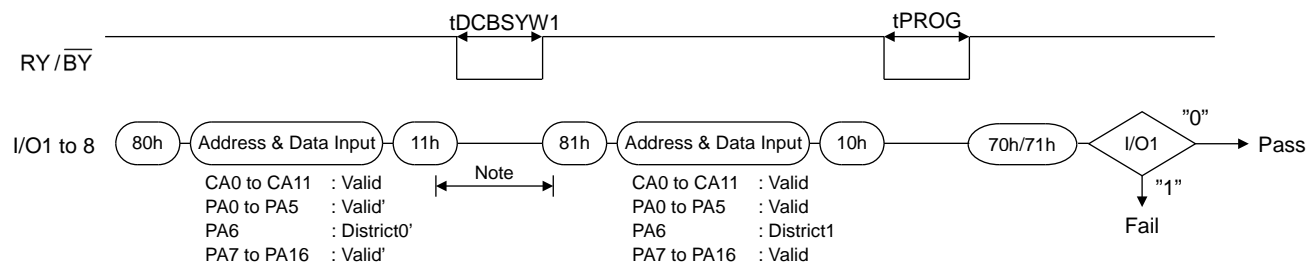 tDCBSYW1
tPROG
RY / BY
I/O1 to 8
80h
Address & Data Input
11h
81h
Address & Data Input
10h
70h/71h
I/O1
"0"
Pass
"1"
Fail
Note
CA0 to CA11 : Valid
PA0 to PA5 : Valid’
PA6 : District0’
PA7 to PA16 : Valid’
CA0 to CA11 : Valid
PA0 to PA5 : Valid
PA6 : District1
PA7 to PA16 : Valid